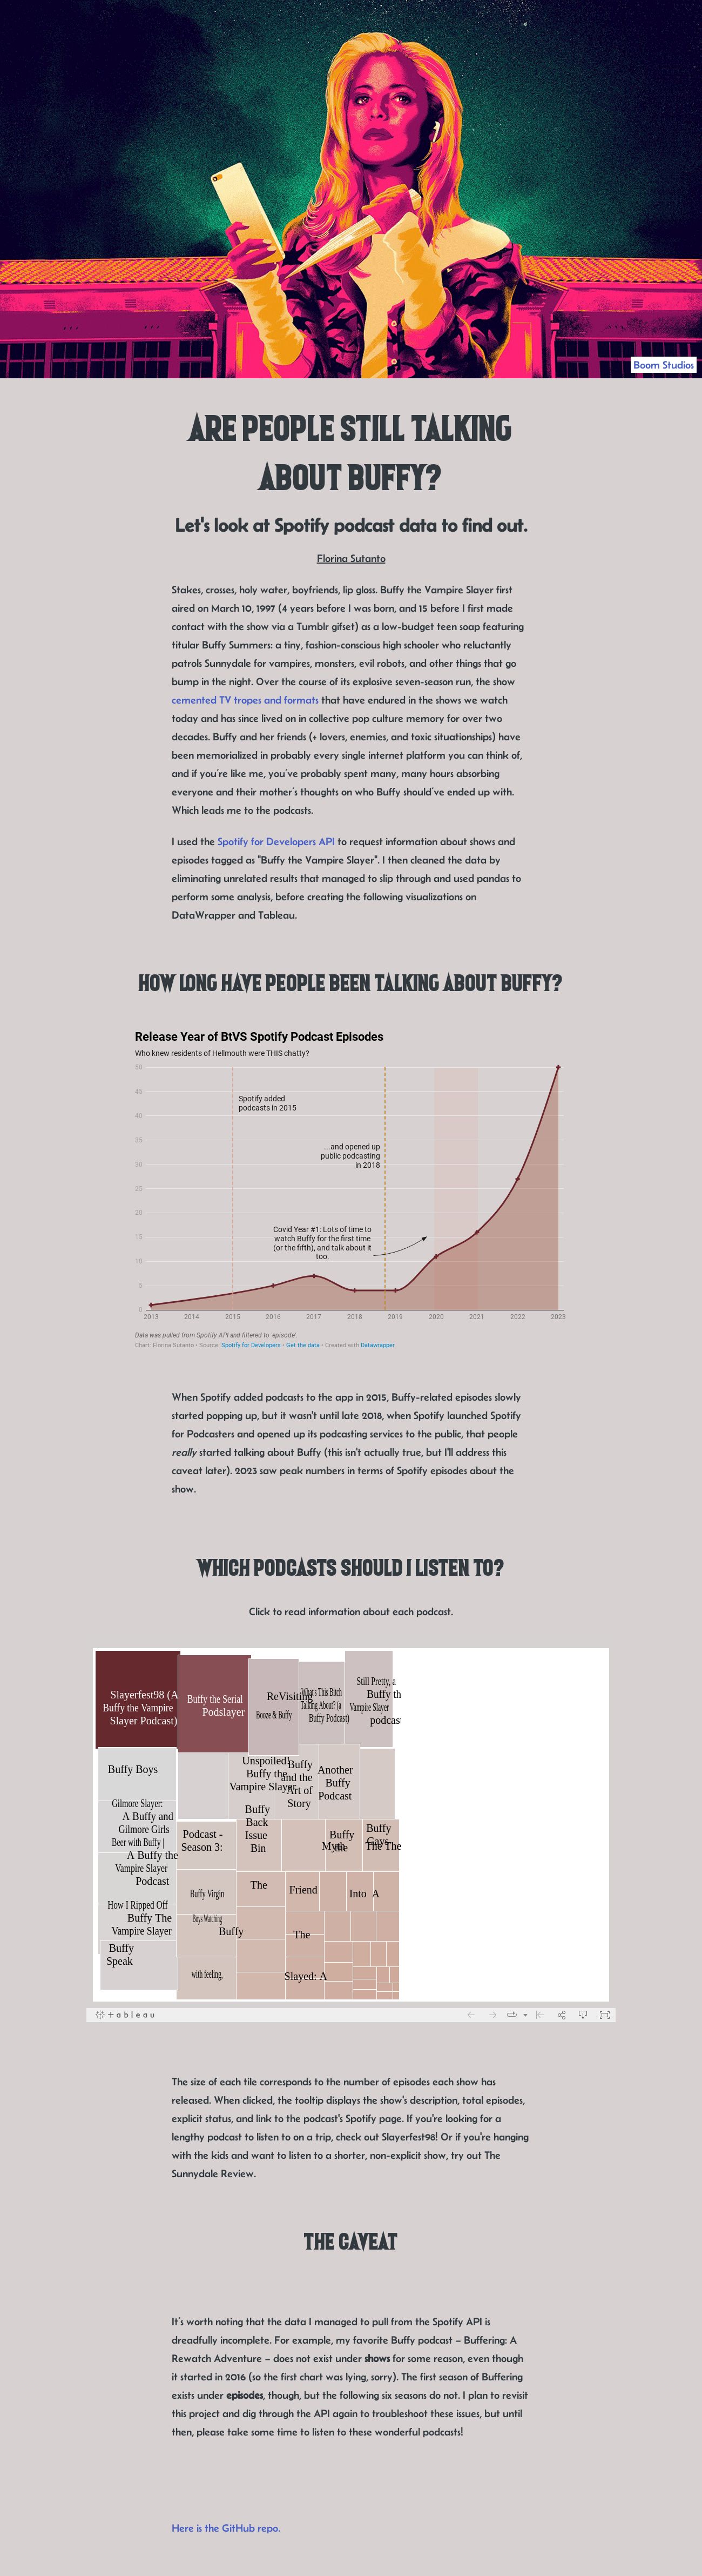 Boom Studios
ARE PEOPLE STILL TALKING
ABOUT BUFFY?
Let's look at Spotify podcast data to find out.
Florina Sutanto
Stakes, crosses, holy water, boyfriends, lip gloss. Buffy the Vampire Slayer first
aired on March 10, 1997 (4 years before I was born, and 15 before I first made
contact with the show via a Tumblr gifset) as a low-budget teen soap featuring
titular Buffy Summers: a tiny, fashion-conscious high schooler who reluctantly
patrols Sunnydale for vampires, monsters, evil robots, and other things that go
bump in the night. Over the course of its explosive seven-season run, the show
cemented TV tropes and formats that have endured in the shows we watch
today and has since lived on in collective pop culture memory for over two
decades. Buffy and her friends (+ lovers, enemies, and toxic situationships) have
been memorialized in probably every single internet platform you can think of,
and if you're like me, you've probably spent many, many hours absorbing
everyone and their mother's thoughts on who Buffy should've ended up with.
Which leads me to the podcasts.
I used the Spotify for Developers API to request information about shows and
episodes tagged as "Buffy the Vampire Slayer". I then cleaned the data by
eliminating unrelated results that managed to slip through and used pandas to
perform some analysis, before creating the following visualizations on
DataWrapper and Tableau.
HOW LONG HAVE PEOPLE BEEN TALKING ABOUT BUFFY?
Release Year of BtVS Spotify Podcast Episodes
Who knew residents of Hellmouth were THIS chatty?
50
45
40
35
30
25
20
15
10
5
0
Spotify added
podcasts in 2015
...and opened up
public podcasting
in 2018
Covid Year #1: Lots of time to
watch Buffy for the first time
(or the fifth), and talk about it
too.
2013 2014 2015 2016 2017 2018 2019 2020 2021 2022 2023
Data was pulled from Spotify API and filtered to 'episode'.
Chart: Florina Sutanto • Source: Spotify for Developers • Get the data • Created with Datawrapper
When Spotify added podcasts to the app in 2015, Buffy-related episodes slowly
started popping up, but it wasn't until late 2018, when Spotify launched Spotify
for Podcasters and opened up its podcasting services to the public, that people
really started talking about Buffy (this isn't actually true, but I'll address this
caveat later). 2023 saw peak numbers in terms of Spotify episodes about the
show.
WHICH PODCASTS SHOULD I LISTEN TO?
Click to read information about each podcast.
Slayerfest98 (A
Buffy the Vampire
Slayer Podcast)
Buffy the Serial
Podslayer
ReVisiting
Booze & Buffy
What's This Bitch
Talking About? (a
Buffy Podcast)
Still Pretty, a
Buffy th
Vampire Slayer
podcast
Buffy Boys
Unspoiled!
Buffy the
Vampire Slayer
Buffy
and the
Art of
Story
Another
Buffy
Podcast
Gilmore Slayer:
A Buffy and
Gilmore Girls
Beer with Buffy |
A Buffy the
Vampire Slayer
Podcast
Podcast -
Season 3:
Buffy
Back
Issue
Bin
Buffy
the
Myth
Buffy
Gays
The The
How I Ripped Off
Buffy The
Vampire Slayer
Buffy Virgin
The
Friend
Into A
Boys Watching
Buffy
The
Buffy
Speak
with feeling,
Slayed: A
+ableau
The size of each tile corresponds to the number of episodes each show has
released. When clicked, the tooltip displays the show's description, total episodes,
explicit status, and link to the podcast's Spotify page. If you're looking for a
lengthy podcast to listen to on a trip, check out Slayerfest98! Or if you're hanging
with the kids and want to listen to a shorter, non-explicit show, try out The
Sunnydale Review.
THE CAVEAT
It's worth noting that the data I managed to pull from the Spotify API is
dreadfully incomplete. For example, my favorite Buffy podcast – Buffering: A
Rewatch Adventure – does not exist under shows for some reason, even though
it started in 2016 (so the first chart was lying, sorry). The first season of Buffering
exists under episodes, though, but the following six seasons do not. I plan to revisit
this project and dig through the API again to troubleshoot these issues, but until
then, please take some time to listen to these wonderful podcasts!
Here is the GitHub repo.